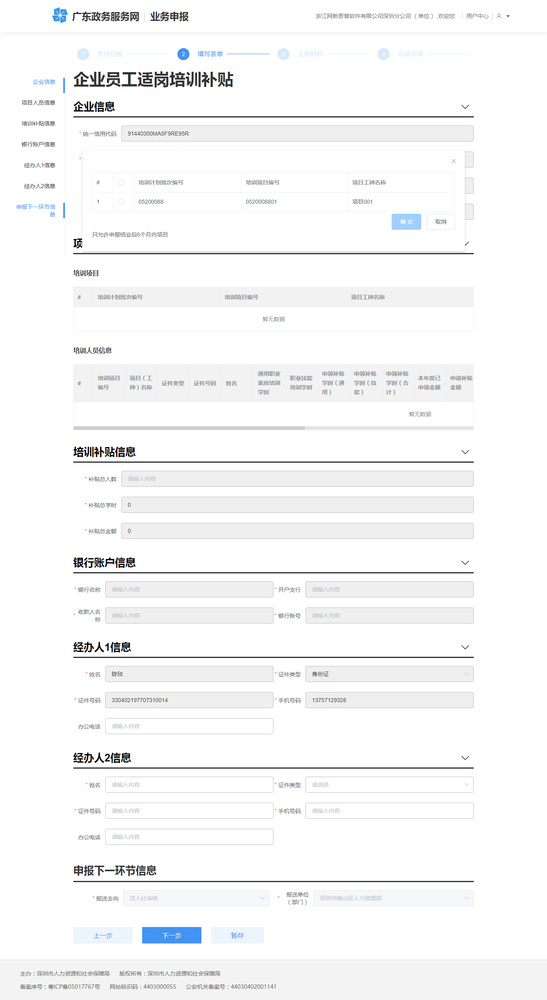 广东政务服务网 业务申报
浙江网新恩普软件有限公司深圳分公司（单位）,欢迎您 用户中心
1 条件自检 2 填写表单 3 上传材料 4 完成申请
企业信息
项目人员信息
培训补贴信息
银行账户信息
经办人1信息
经办人2信息
申报下一环节信
息
企业员工适岗培训补贴
企业信息
* 统一信用代码 91440300MA5F9RE95R
*
# 培训计划批次编号 培训项目编号 项目工种名称
1 05200088 0520008801 项目001
确 定 取消
只允许申报结业后6个月内项目
项
培训项目
# 培训计划批次编号 培训项目编号 项目工种名称
暂无数据
培训人员信息
# 培训项目编号 项目（工种）名称 证件类型 证件号码 姓名 通用职业素质培训学时 职业技能培训学时 申领补贴学时（通用） 申领补贴学时（技能） 申领补贴学时（合计） 本年度已申领金额 申请补贴金额
暂无数据
培训补贴信息
* 补贴总人数 请输入内容
* 补贴总学时 0
* 补贴总金额 0
银行账户信息
* 银行名称 请输入内容 * 开户支行 请输入内容
* 收款人名称 请输入内容 * 银行账号 请输入内容
经办人1信息
* 姓名 陈琰 * 证件类型 身份证
* 证件号码 330402197707310014 * 手机号码 13757129328
办公电话 请输入内容
经办人2信息
* 姓名 请输入内容 * 证件类型 请选择
* 证件号码 请输入内容 * 手机号码 请输入内容
办公电话 请输入内容
申报下一环节信息
* 报送去向 送人社审核 * 报送单位（部门） 深圳市南山区人力资源局
上一步 下一步 暂存
主办：深圳市人力资源和社会保障局 版权所有：深圳市人力资源和社会保障局
备案序号：粤ICP备05017767号 网站标识码：4403000055 公安机关备案号：44030402001141